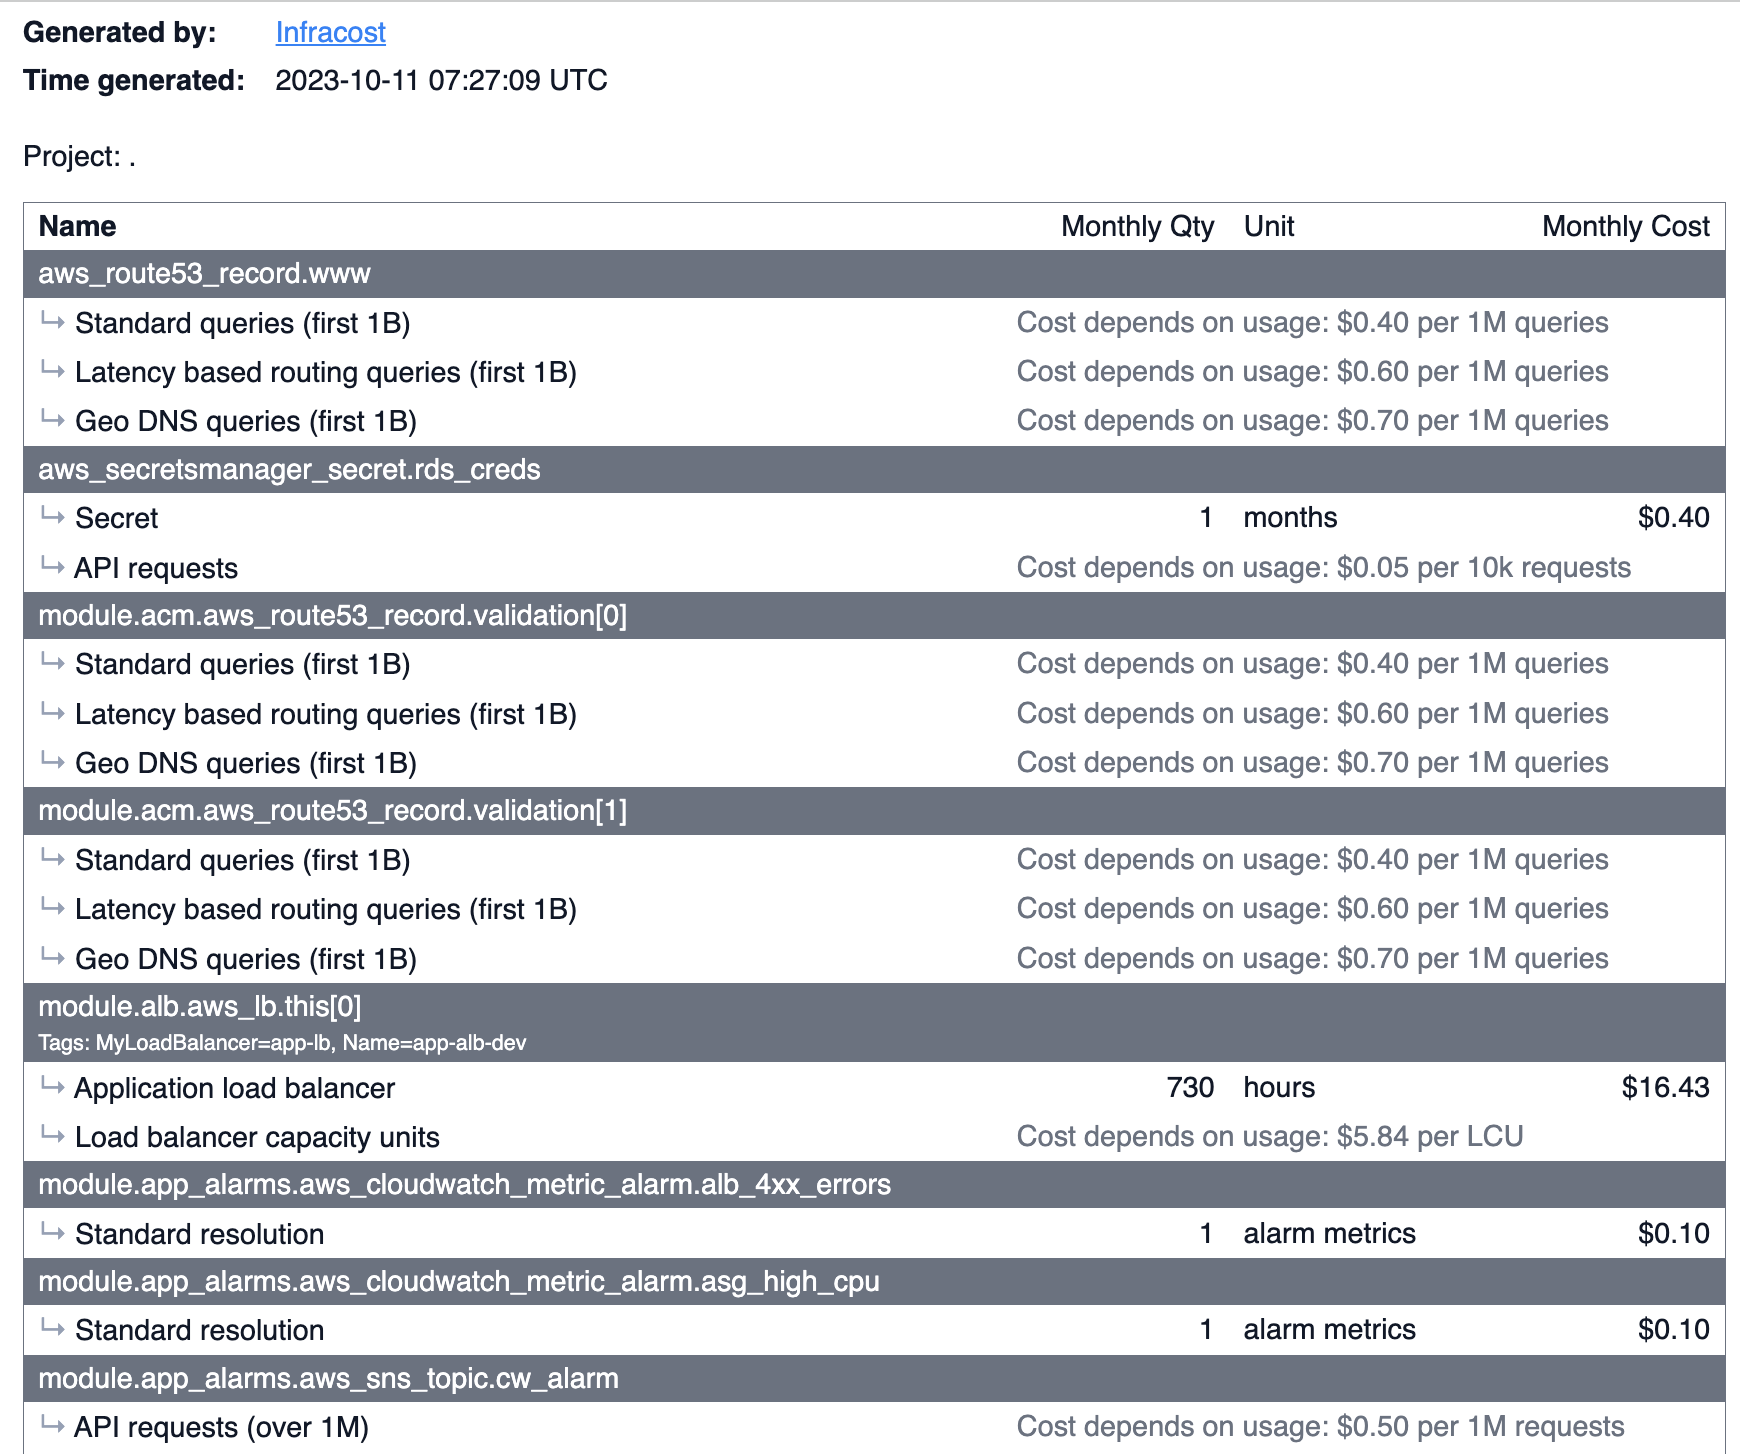 Generated by: Infracost
Time generated: 2023-10-11 07:27:09 UTC
Project: .
Name Monthly Qty Unit Monthly Cost
aws_route53_record.www
Standard queries (first 1B) Cost depends on usage: $0.40 per 1M queries
Latency based routing queries (first 1B) Cost depends on usage: $0.60 per 1M queries
Geo DNS queries (first 1B) Cost depends on usage: $0.70 per 1M queries
aws_secretsmanager_secret.rds_creds
Secret 1 months $0.40
API requests Cost depends on usage: $0.05 per 10k requests
module.acm.aws_route53_record.validation[0]
Standard queries (first 1B) Cost depends on usage: $0.40 per 1M queries
Latency based routing queries (first 1B) Cost depends on usage: $0.60 per 1M queries
Geo DNS queries (first 1B) Cost depends on usage: $0.70 per 1M queries
module.acm.aws_route53_record.validation[1]
Standard queries (first 1B) Cost depends on usage: $0.40 per 1M queries
Latency based routing queries (first 1B) Cost depends on usage: $0.60 per 1M queries
Geo DNS queries (first 1B) Cost depends on usage: $0.70 per 1M queries
module.alb.aws_lb.this[0]
Tags: MyLoadBalancer=app-lb, Name=app-alb-dev
Application load balancer 730 hours $16.43
Load balancer capacity units Cost depends on usage: $5.84 per LCU
module.app_alarms.aws_cloudwatch_metric_alarm.alb_4xx_errors
Standard resolution 1 alarm metrics $0.10
module.app_alarms.aws_cloudwatch_metric_alarm.asg_high_cpu
Standard resolution 1 alarm metrics $0.10
module.app_alarms.aws_sns_topic.cw_alarm
API requests (over 1M) Cost depends on usage: $0.50 per 1M requests